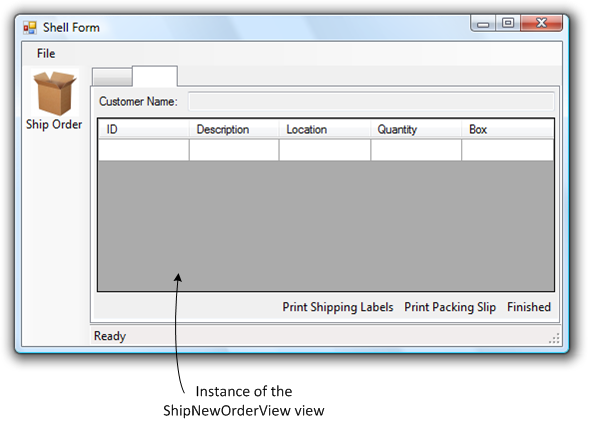 Shell Form
File
Ship Order
Customer Name:
ID Description Location Quantity Box
Print Shipping Labels Print Packing Slip Finished
Ready
Instance of the
ShipNewOrderView view